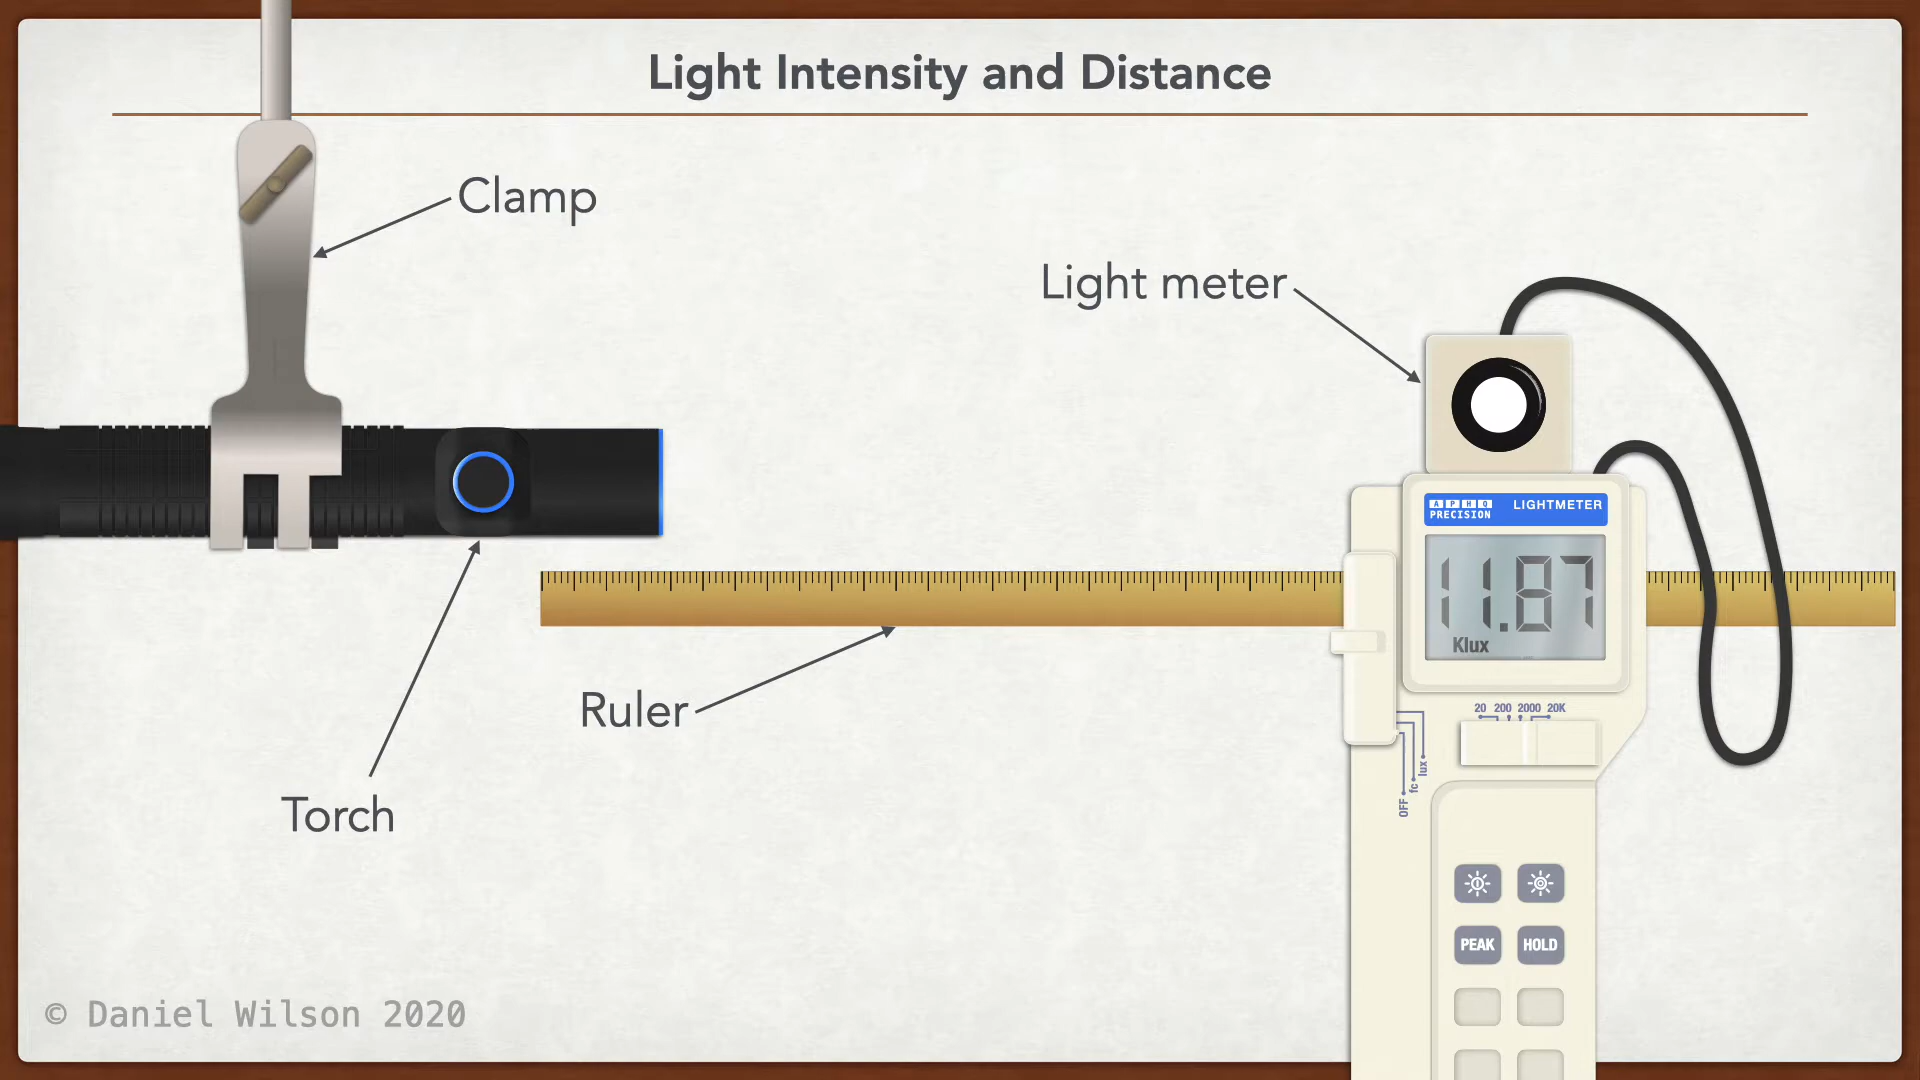 Light Intensity and Distance
Clamp
Light meter
APHQ
PRECISION
LIGHTMETER
11.87
Klux
Ruler
20 200 2000 20K
lux
fc
OFF
Torch
PEAK
HOLD
© Daniel Wilson 2020